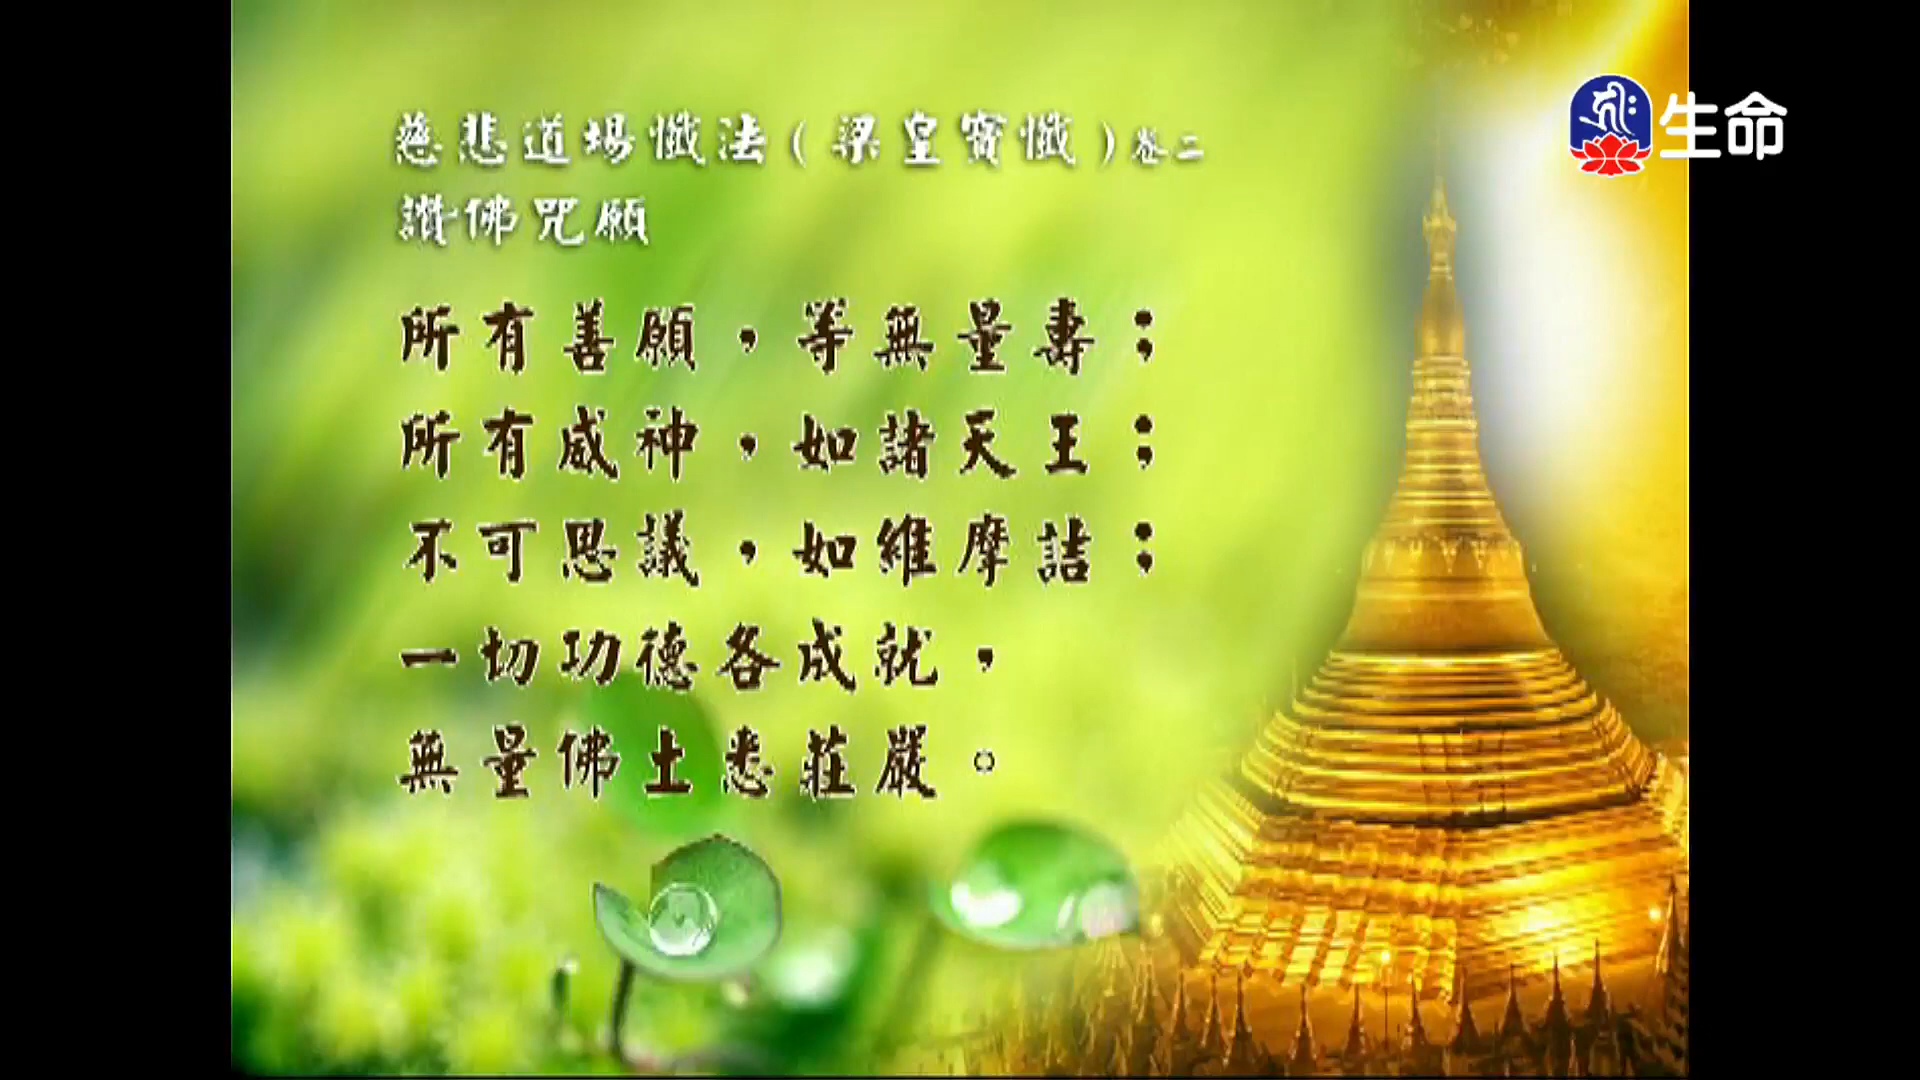 慈悲道場懺法(梁皇寶懺)卷二
讚佛咒願
所有善願，等無量壽；
所有威神，如諸天王；
不可思議，如維摩詰；
一切功德各成就，
無量佛土悉莊嚴。
生命